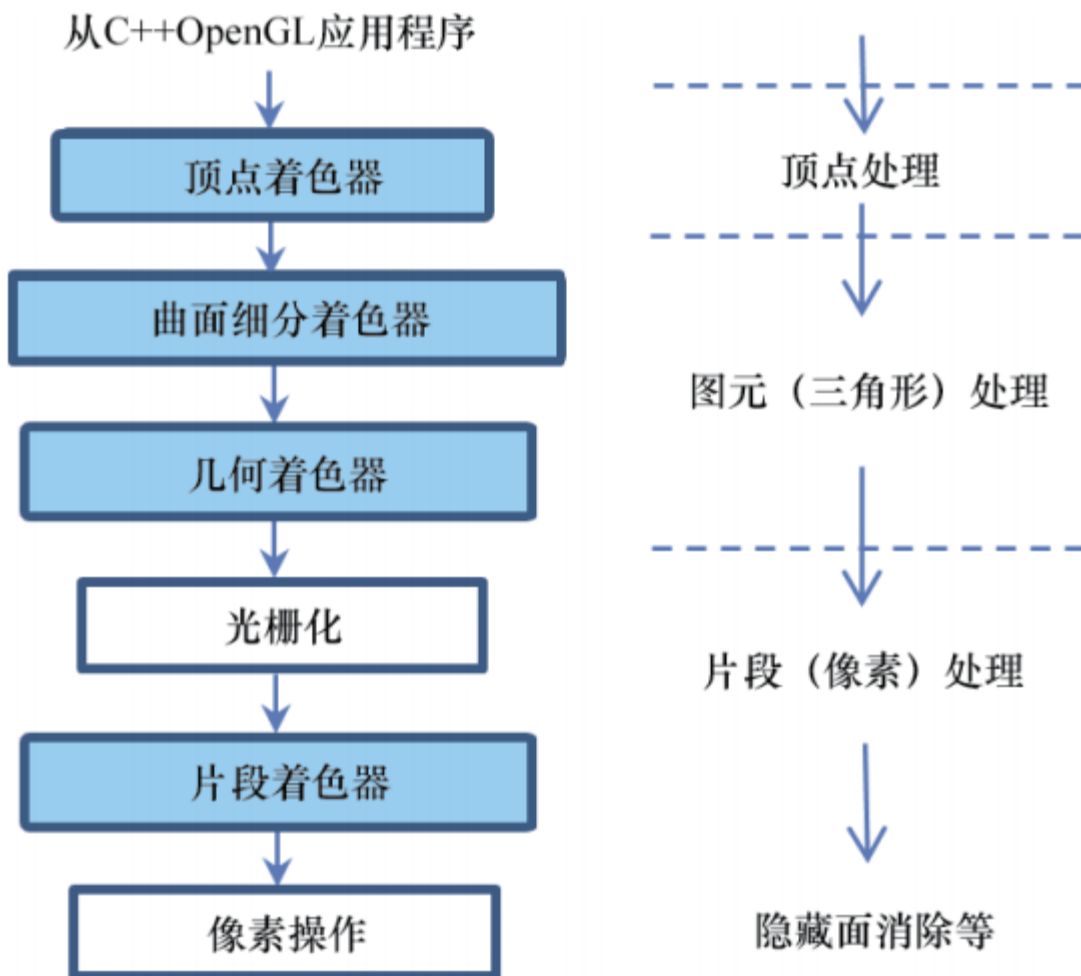 从C++OpenGL应用程序
顶点着色器
曲面细分着色器
几何着色器
光栅化
片段着色器
像素操作
顶点处理
图元（三角形）处理
片段（像素）处理
隐藏面消除等